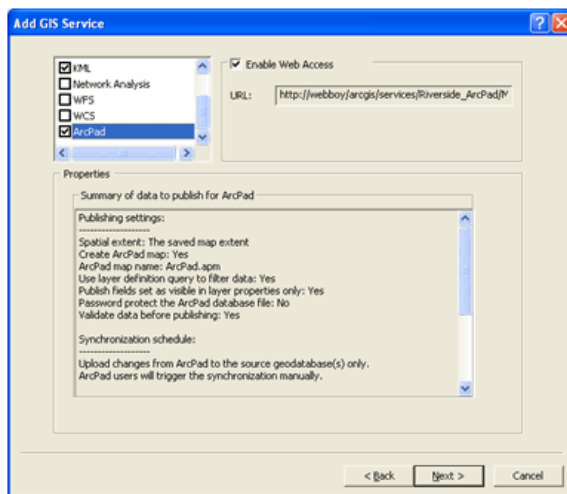 Add GIS Service
KML
Network Analysis
WFS
WCS
ArcPad
Enable Web Access
URL: http://webboy/arcgis/services/Riverside_ArcPad/M
Properties
Summary of data to publish for ArcPad
Publishing settings:
-------------------
Spatial extent: The saved map extent
Create ArcPad map: Yes
ArcPad map name: ArcPad.apm
Use layer definition query to filter data: Yes
Publish fields set as visible in layer properties only: Yes
Password protect the ArcPad database file: No
Validate data before publishing: Yes
Synchronization schedule:
-------------------
Upload changes from ArcPad to the source geodatabase(s) only.
ArcPad users will trigger the synchronization manually.
< Back
Next >
Cancel